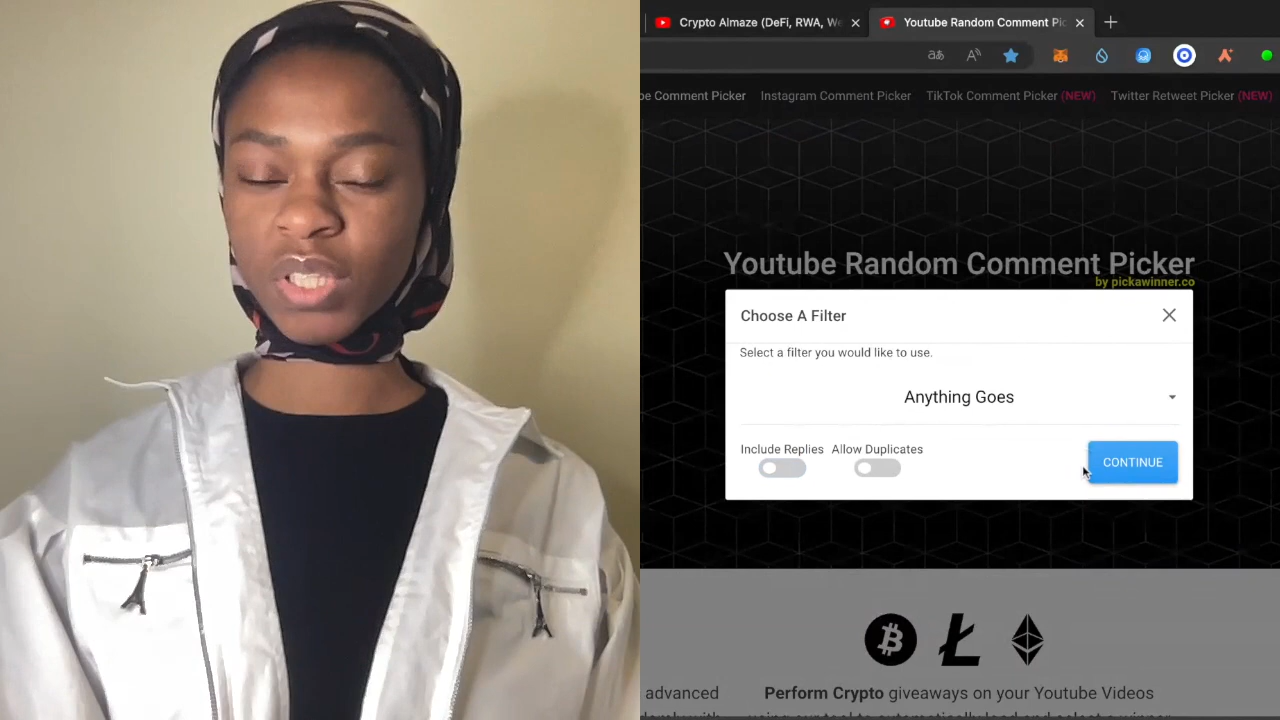 Crypto Almaze (DeFi, RWA, We
Youtube Random Comment Pic
be Comment Picker
Instagram Comment Picker
TikTok Comment Picker (NEW)
Twitter Retweet Picker (NEW)
Youtube Random Comment Picker
by pickawinner.co
Choose A Filter
Select a filter you would like to use.
Anything Goes
Include Replies
Allow Duplicates
CONTINUE
advanced
Perform Crypto giveaways on your Youtube Videos